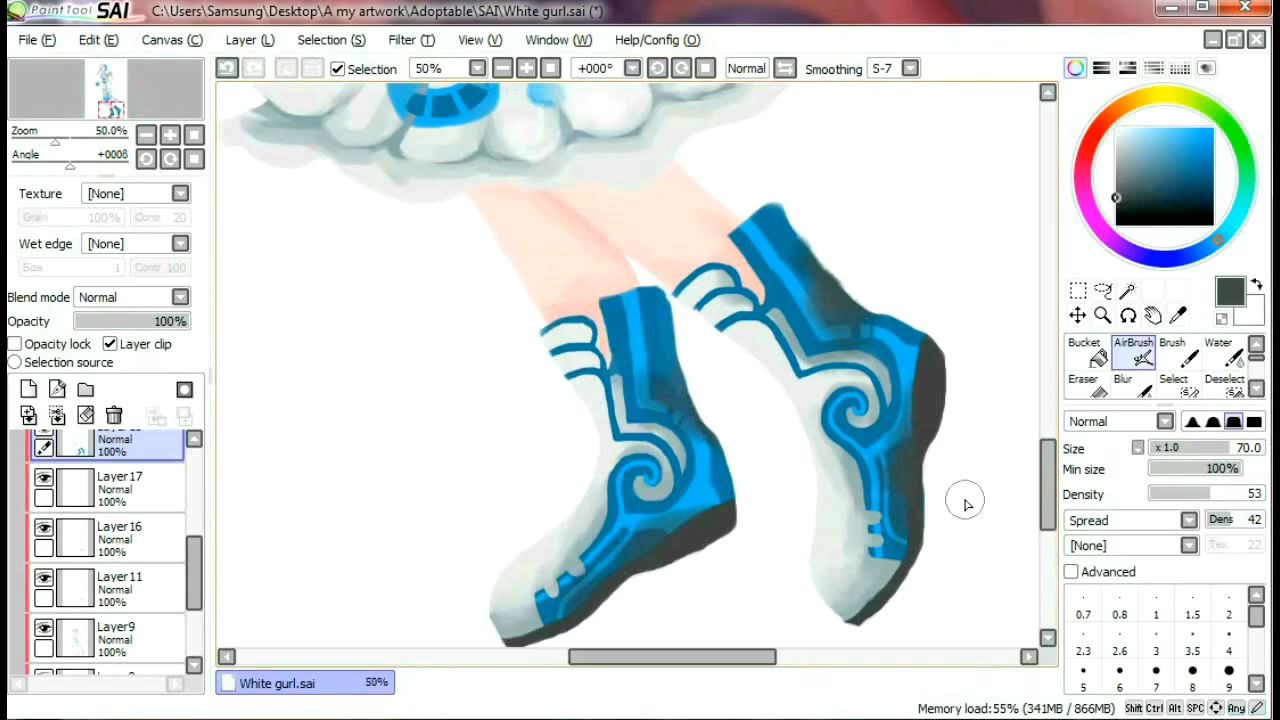 PaintTool SAI C:\Users\Samsung\Desktop\A my artwork\Adoptable\SAI\White gurl.sai (*)
File (F) Edit (E) Canvas (C) Layer (L) Selection (S) Filter (T) View (V) Window (W) Help/Config (O)
Selection 50% +000° Normal Smoothing S-7
Zoom 50.0%
Angle
Texture [None]
Grain 100% Contr 20
Wet edge [None]
Size 1 Contr 100
Blend mode Normal
Opacity 100%
Opacity lock Layer clip
Selection source
Normal
100%
Layer17
Normal
100%
Layer16
Normal
100%
Layer11
Normal
100%
Layer9
Normal
100%
Bucket AirBrush Brush Water
Eraser Blur Select Deselect
Normal
Size x 1.0 70.0
Min size 100%
Density 53
Spread Dens 42
[None] Tex 22
Advanced
0.7 0.8 1 1.5 2
2.3 2.6 3 3.5 4
5 6 7 8 9
White gurl.sai 50%
Memory load:55% (341MB / 866MB) Shift Ctrl Alt SPC Any